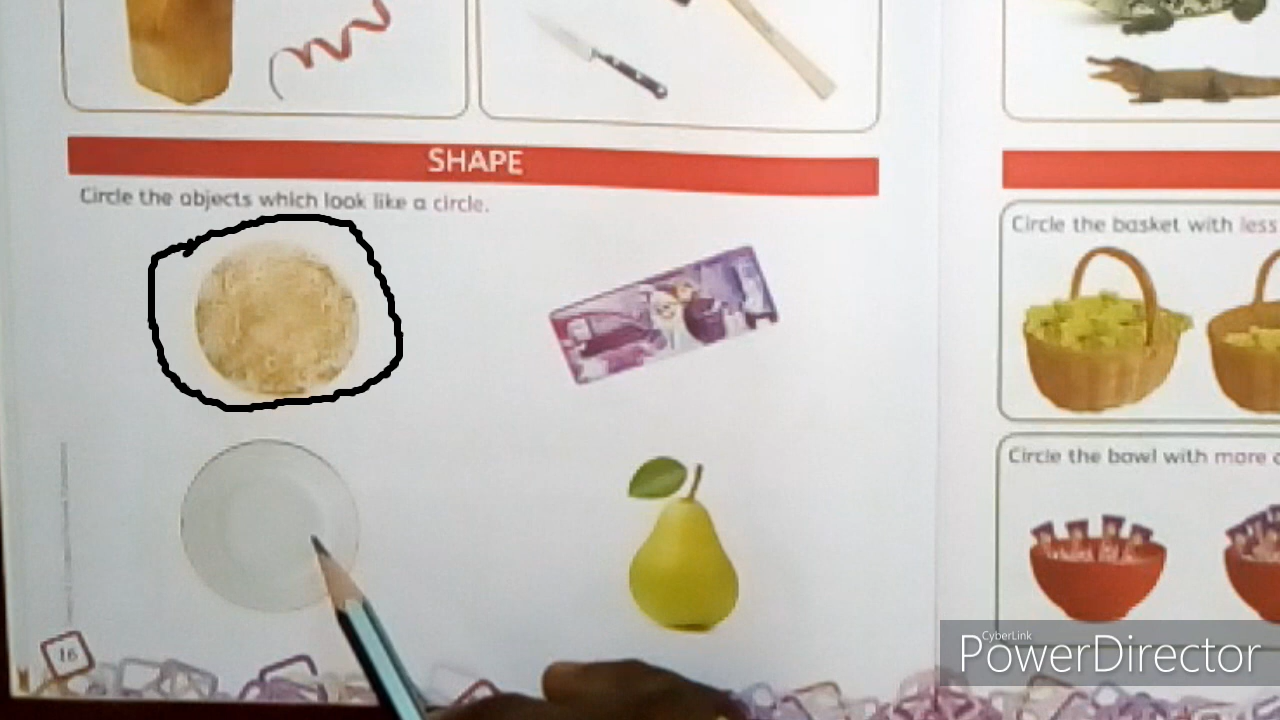 SHAPE
Circle the objects which look like a circle.
Circle the basket with less
Circle the bowl with more
16
CyberLink
PowerDirector